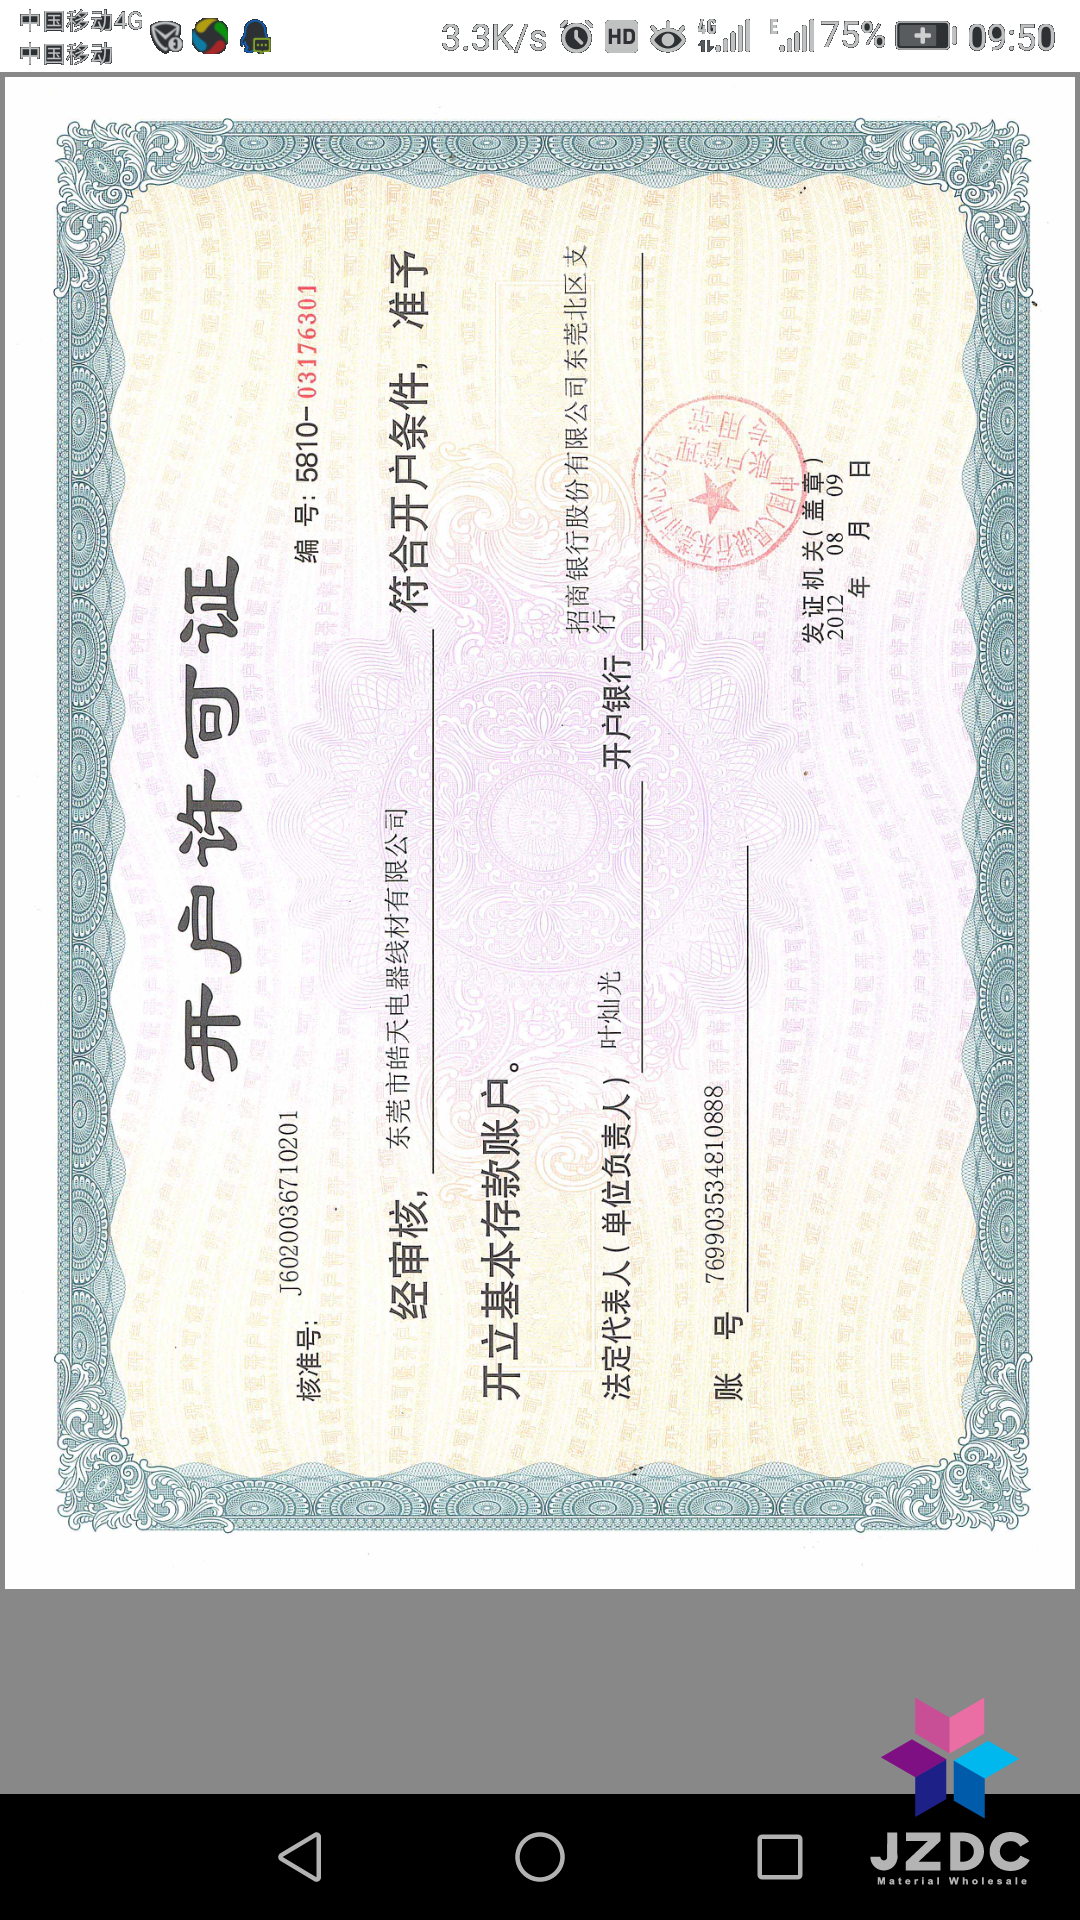 中国移动4G
中国移动
3.3K/s
HD
4G
E
75%
09:50
开户许可证
核准号: J6020036710201
编 号: 5810-03176301
经审核, 东莞市皓天电器线材有限公司 符合开户条件, 准予
开立基本存款账户。
招商银行股份有限公司东莞北区支
行
法定代表人(单位负责人) 叶灿光 开户银行
账 号 769903534810888
发证机关(盖章)
2012 08 09
年 月 日
JZDC
Material Wholesale